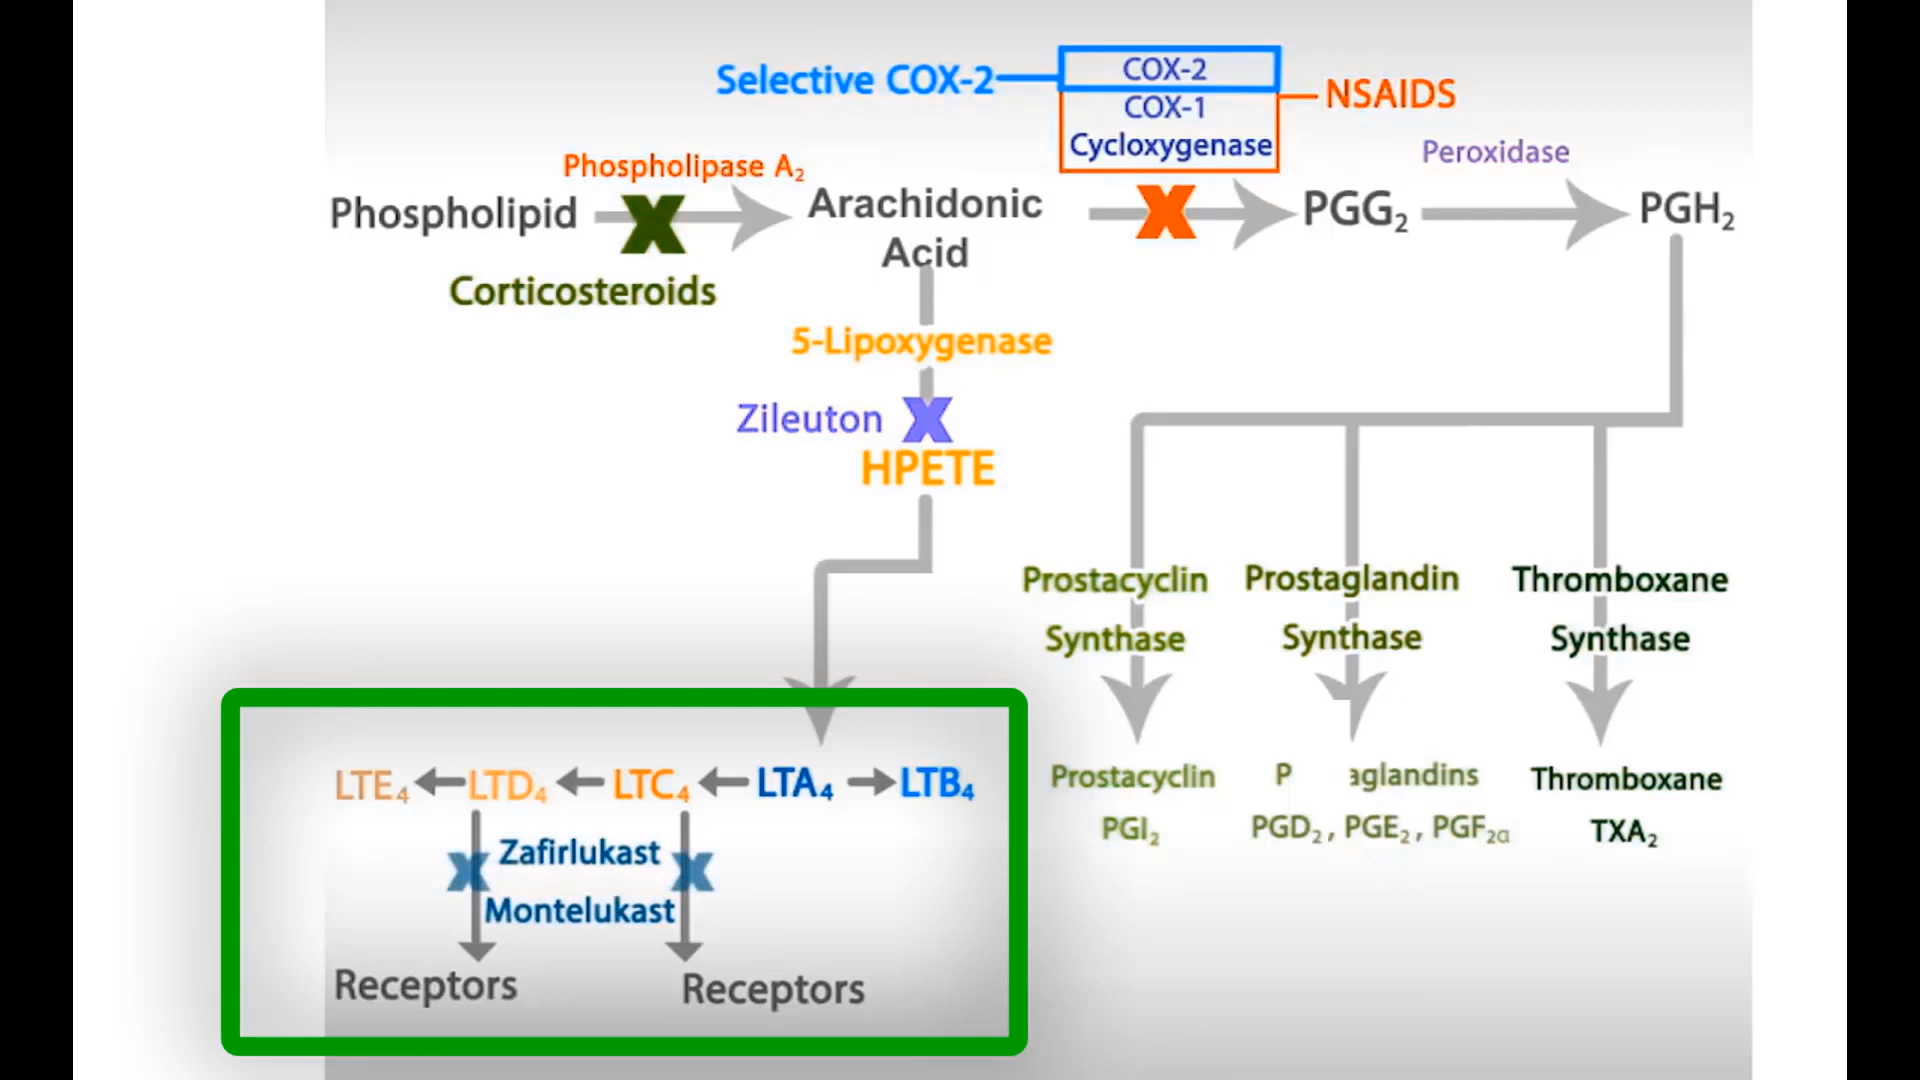 COX-2
Selective COX-2
NSAIDS
COX-1
Cycloxygenase
Peroxidase
Phospholipase A₂
Phospholipid
Arachidonic
Acid
PGG₂
PGH₂
Corticosteroids
5-Lipoxygenase
Zileuton
HPETE
Prostacyclin
Synthase
Prostaglandin
Synthase
Thromboxane
Synthase
LTE₄
LTD₄
LTC₄
LTA₄
LTB₄
Prostacyclin
PGI₂
P aglandins
PGD₂, PGE₂, PGF₂α
Thromboxane
TXA₂
Zafirlukast
Montelukast
Receptors
Receptors